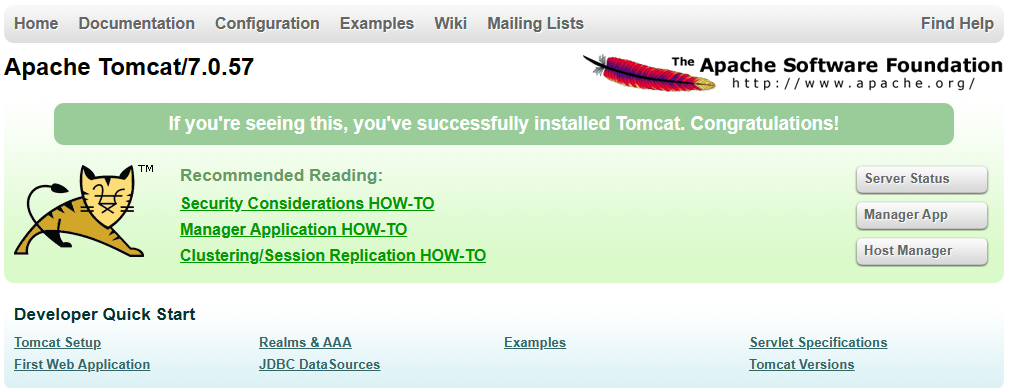 Home Documentation Configuration Examples Wiki Mailing Lists Find Help
Apache Tomcat/7.0.57
The Apache Software Foundation
http://www.apache.org/
If you're seeing this, you've successfully installed Tomcat. Congratulations!
TM
Recommended Reading:
Security Considerations HOW-TO
Manager Application HOW-TO
Clustering/Session Replication HOW-TO
Server Status
Manager App
Host Manager
Developer Quick Start
Tomcat Setup Realms & AAA Examples Servlet Specifications
First Web Application JDBC DataSources Tomcat Versions